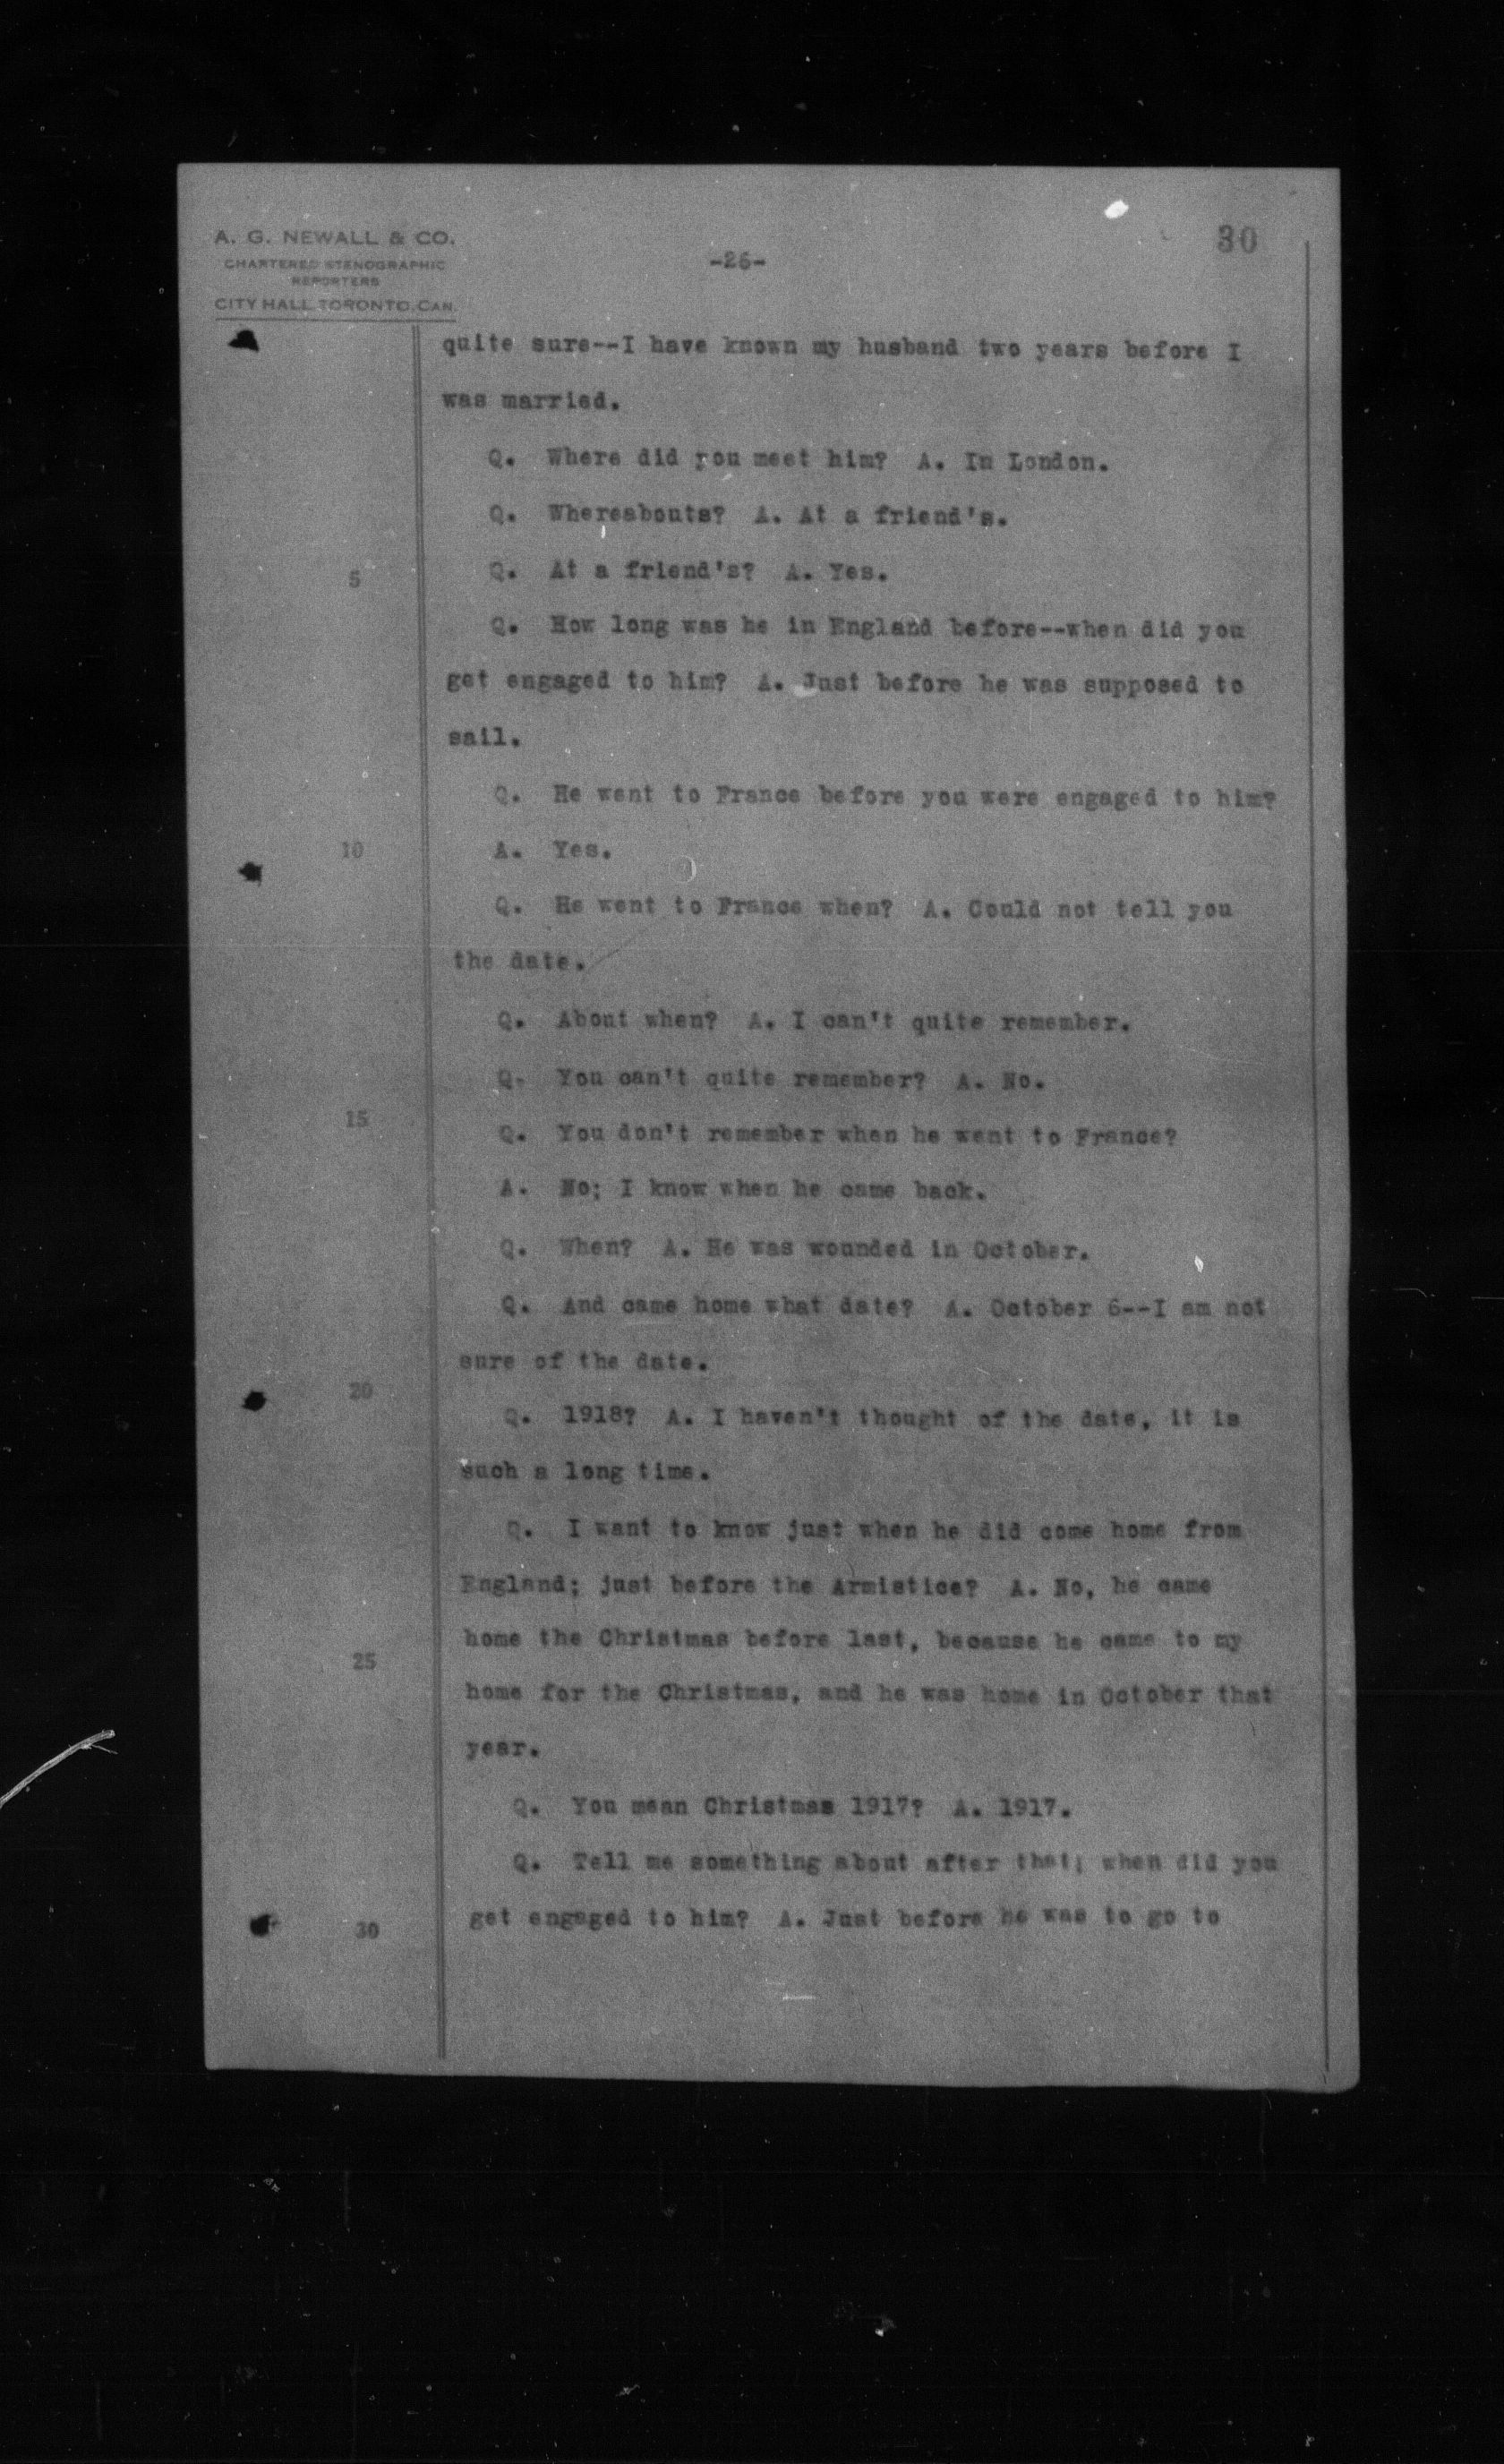 A. G. NEWALL & CO.
CHARTERED STENOGRAPHIC
REPORTERS
CITY HALL, TORONTO, CAN.
-26-
30
quite sure--I have known my husband two years before I
was married.
Q. Where did you meet him? A. In London.
Q. Whereabouts? A. At a friend's.
5 Q. At a friend's? A. Yes.
Q. How long was he in England before--when did you
get engaged to him? A. Just before he was supposed to
sail.
Q. He went to France before you were engaged to him?
10 A. Yes.
Q. He went to France when? A. Could not tell you
the date.
Q. About when? A. I can't quite remember.
Q. You can't quite remember? A. No.
15 Q. You don't remember when he went to France?
A. No; I know when he came back.
Q. When? A. He was wounded in October.
Q. And came home what date? A. October 6--I am not
sure of the date.
20 Q. 1918? A. I haven't thought of the date, it is
such a long time.
Q. I want to know just when he did come home from
England; just before the Armistice? A. No, he came
home the Christmas before last, because he came to my
25 home for the Christmas, and he was home in October that
year.
Q. You mean Christmas 1917? A. 1917.
Q. Tell me something about after that; when did you
30 get engaged to him? A. Just before he was to go to